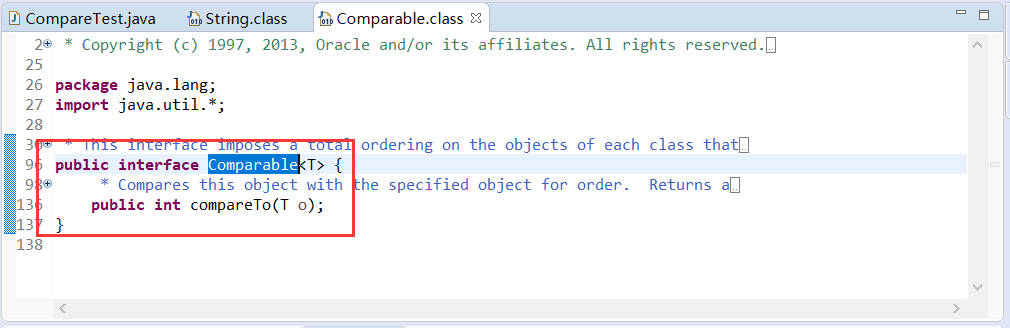 CompareTest.java String.class Comparable.class
2 * Copyright (c) 1997, 2013, Oracle and/or its affiliates. All rights reserved.
25
26 package java.lang;
27 import java.util.*;
28
30 * This interface imposes a total ordering on the objects of each class that
96 public interface Comparable<T> {
98 * Compares this object with the specified object for order.  Returns a
136 public int compareTo(T o);
137 }
138